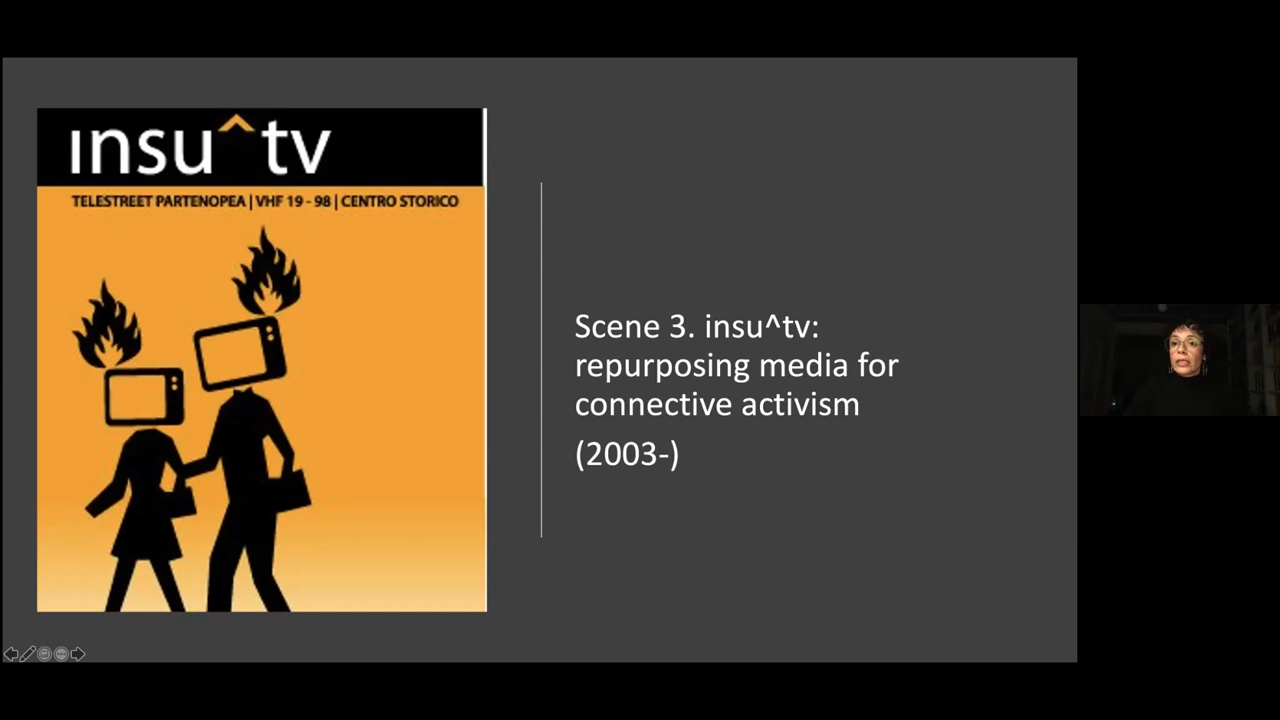 insu^tv
TELESTREET PARTENOPEA | VHF 19 - 98 | CENTRO STORICO
Scene 3. insu^tv:
repurposing media for
connective activism
(2003-)